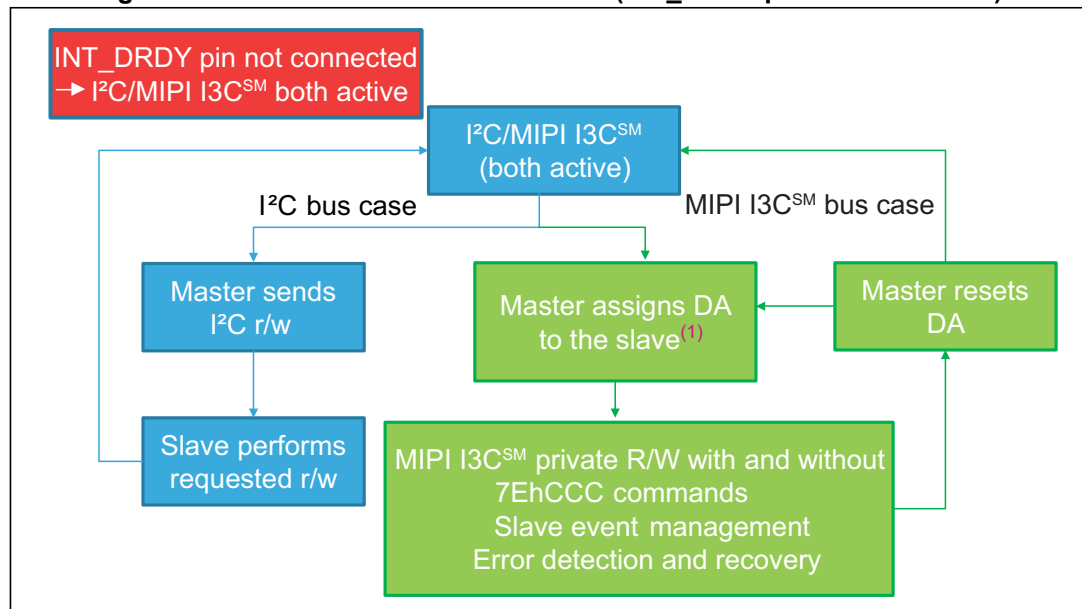 INT_DRDY pin not connected
→ I²C/MIPI I3Cˢᴹ both active
I²C/MIPI I3Cˢᴹ
(both active)
I²C bus case
MIPI I3Cˢᴹ bus case
Master sends
I²C r/w
Master assigns DA
to the slave⁽¹⁾
Master resets
DA
Slave performs
requested r/w
MIPI I3Cˢᴹ private R/W with and without
7EhCCC commands
Slave event management
Error detection and recovery